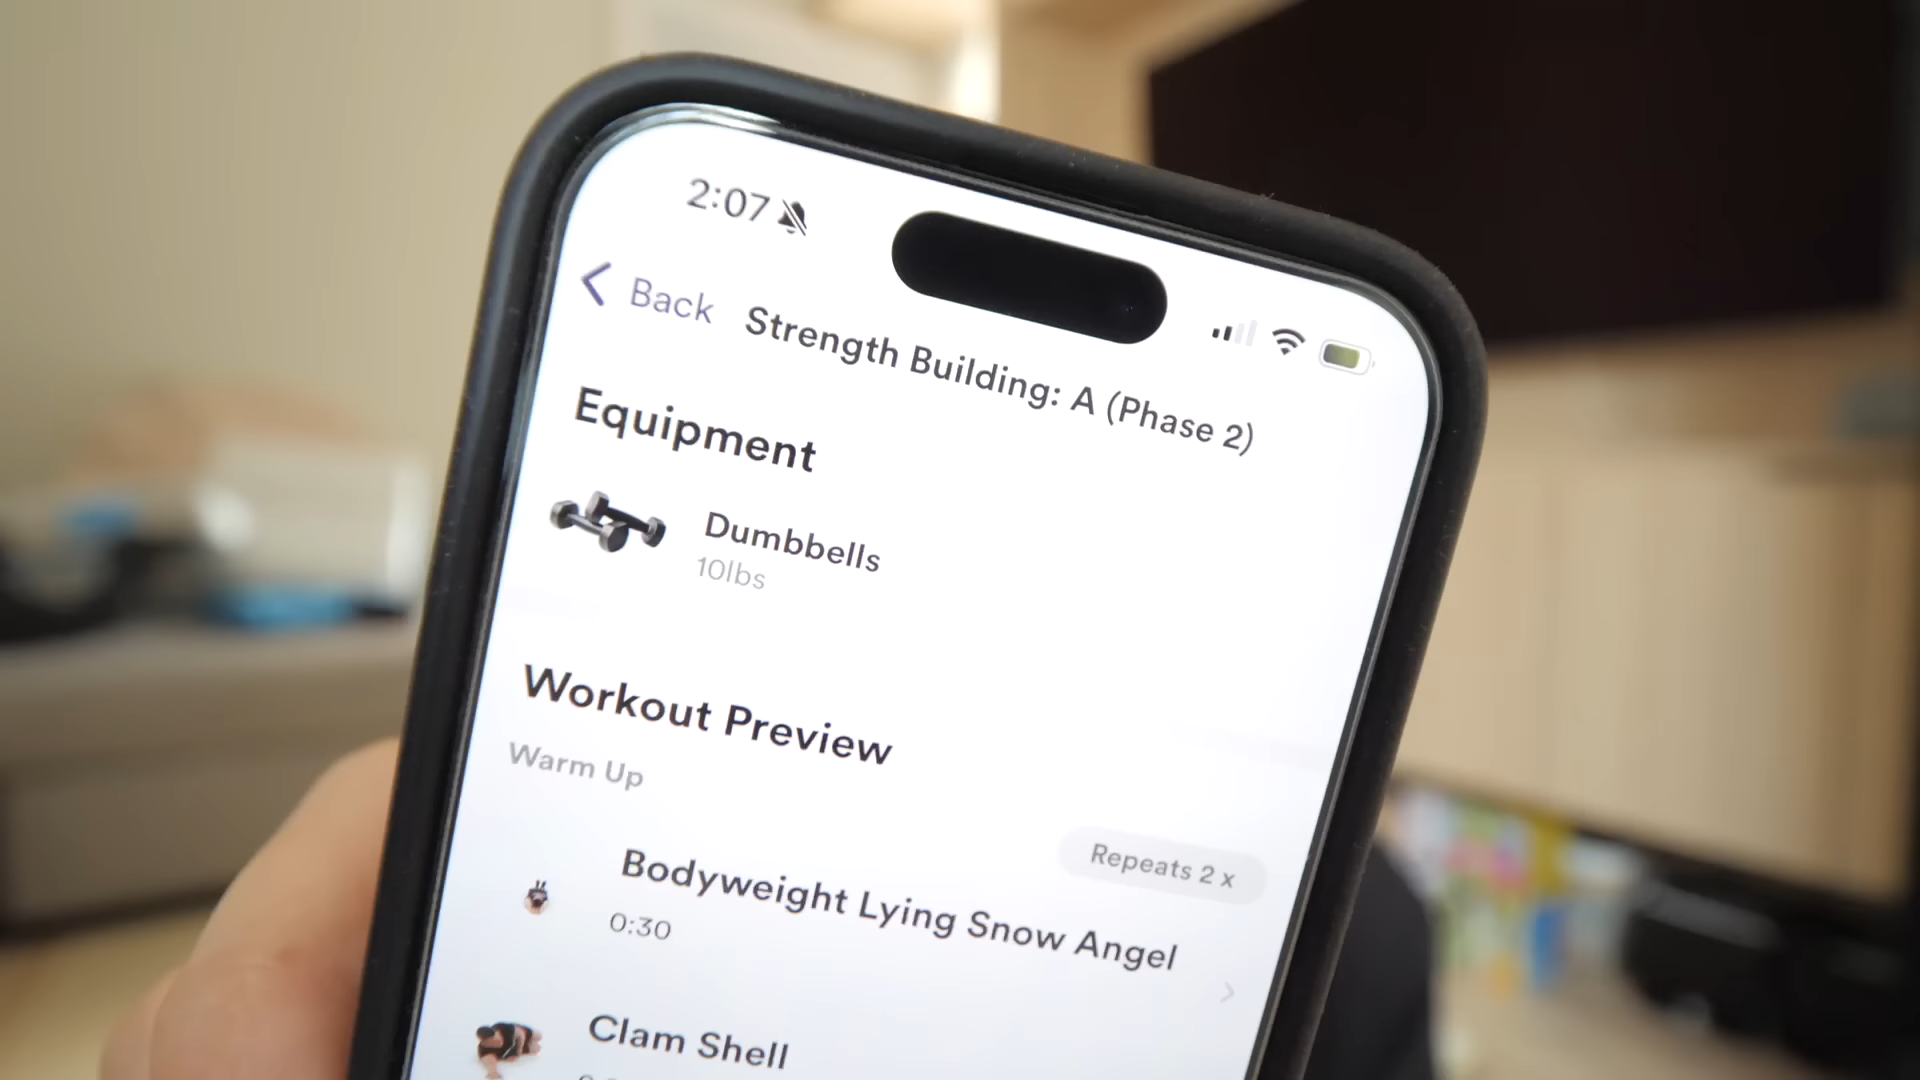 2:07
Back Strength Building: A (Phase 2)
Equipment
Dumbbells
10lbs
Workout Preview
Warm Up
Repeats 2 x
Bodyweight Lying Snow Angel
0:30
Clam Shell